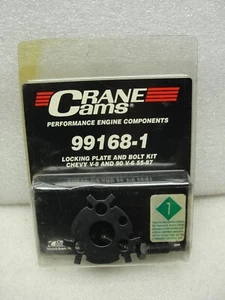 CRANE
Cams
PERFORMANCE ENGINE COMPONENTS
99168-1
LOCKING PLATE AND BOLT KIT
CHEVY V-8 AND 90 V-6 55-87